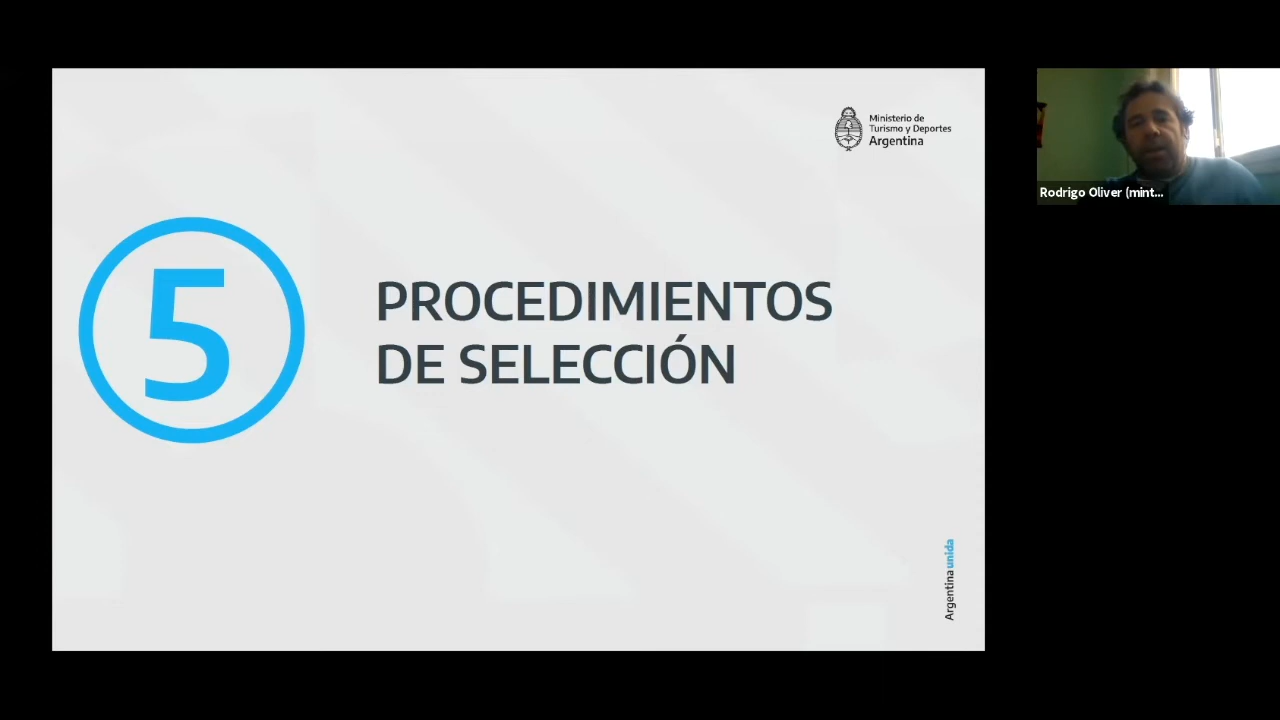 Ministerio de
Turismo y Deportes
Argentina
5
PROCEDIMIENTOS
DE SELECCIÓN
Argentina unida
Rodrigo Oliver (mint...